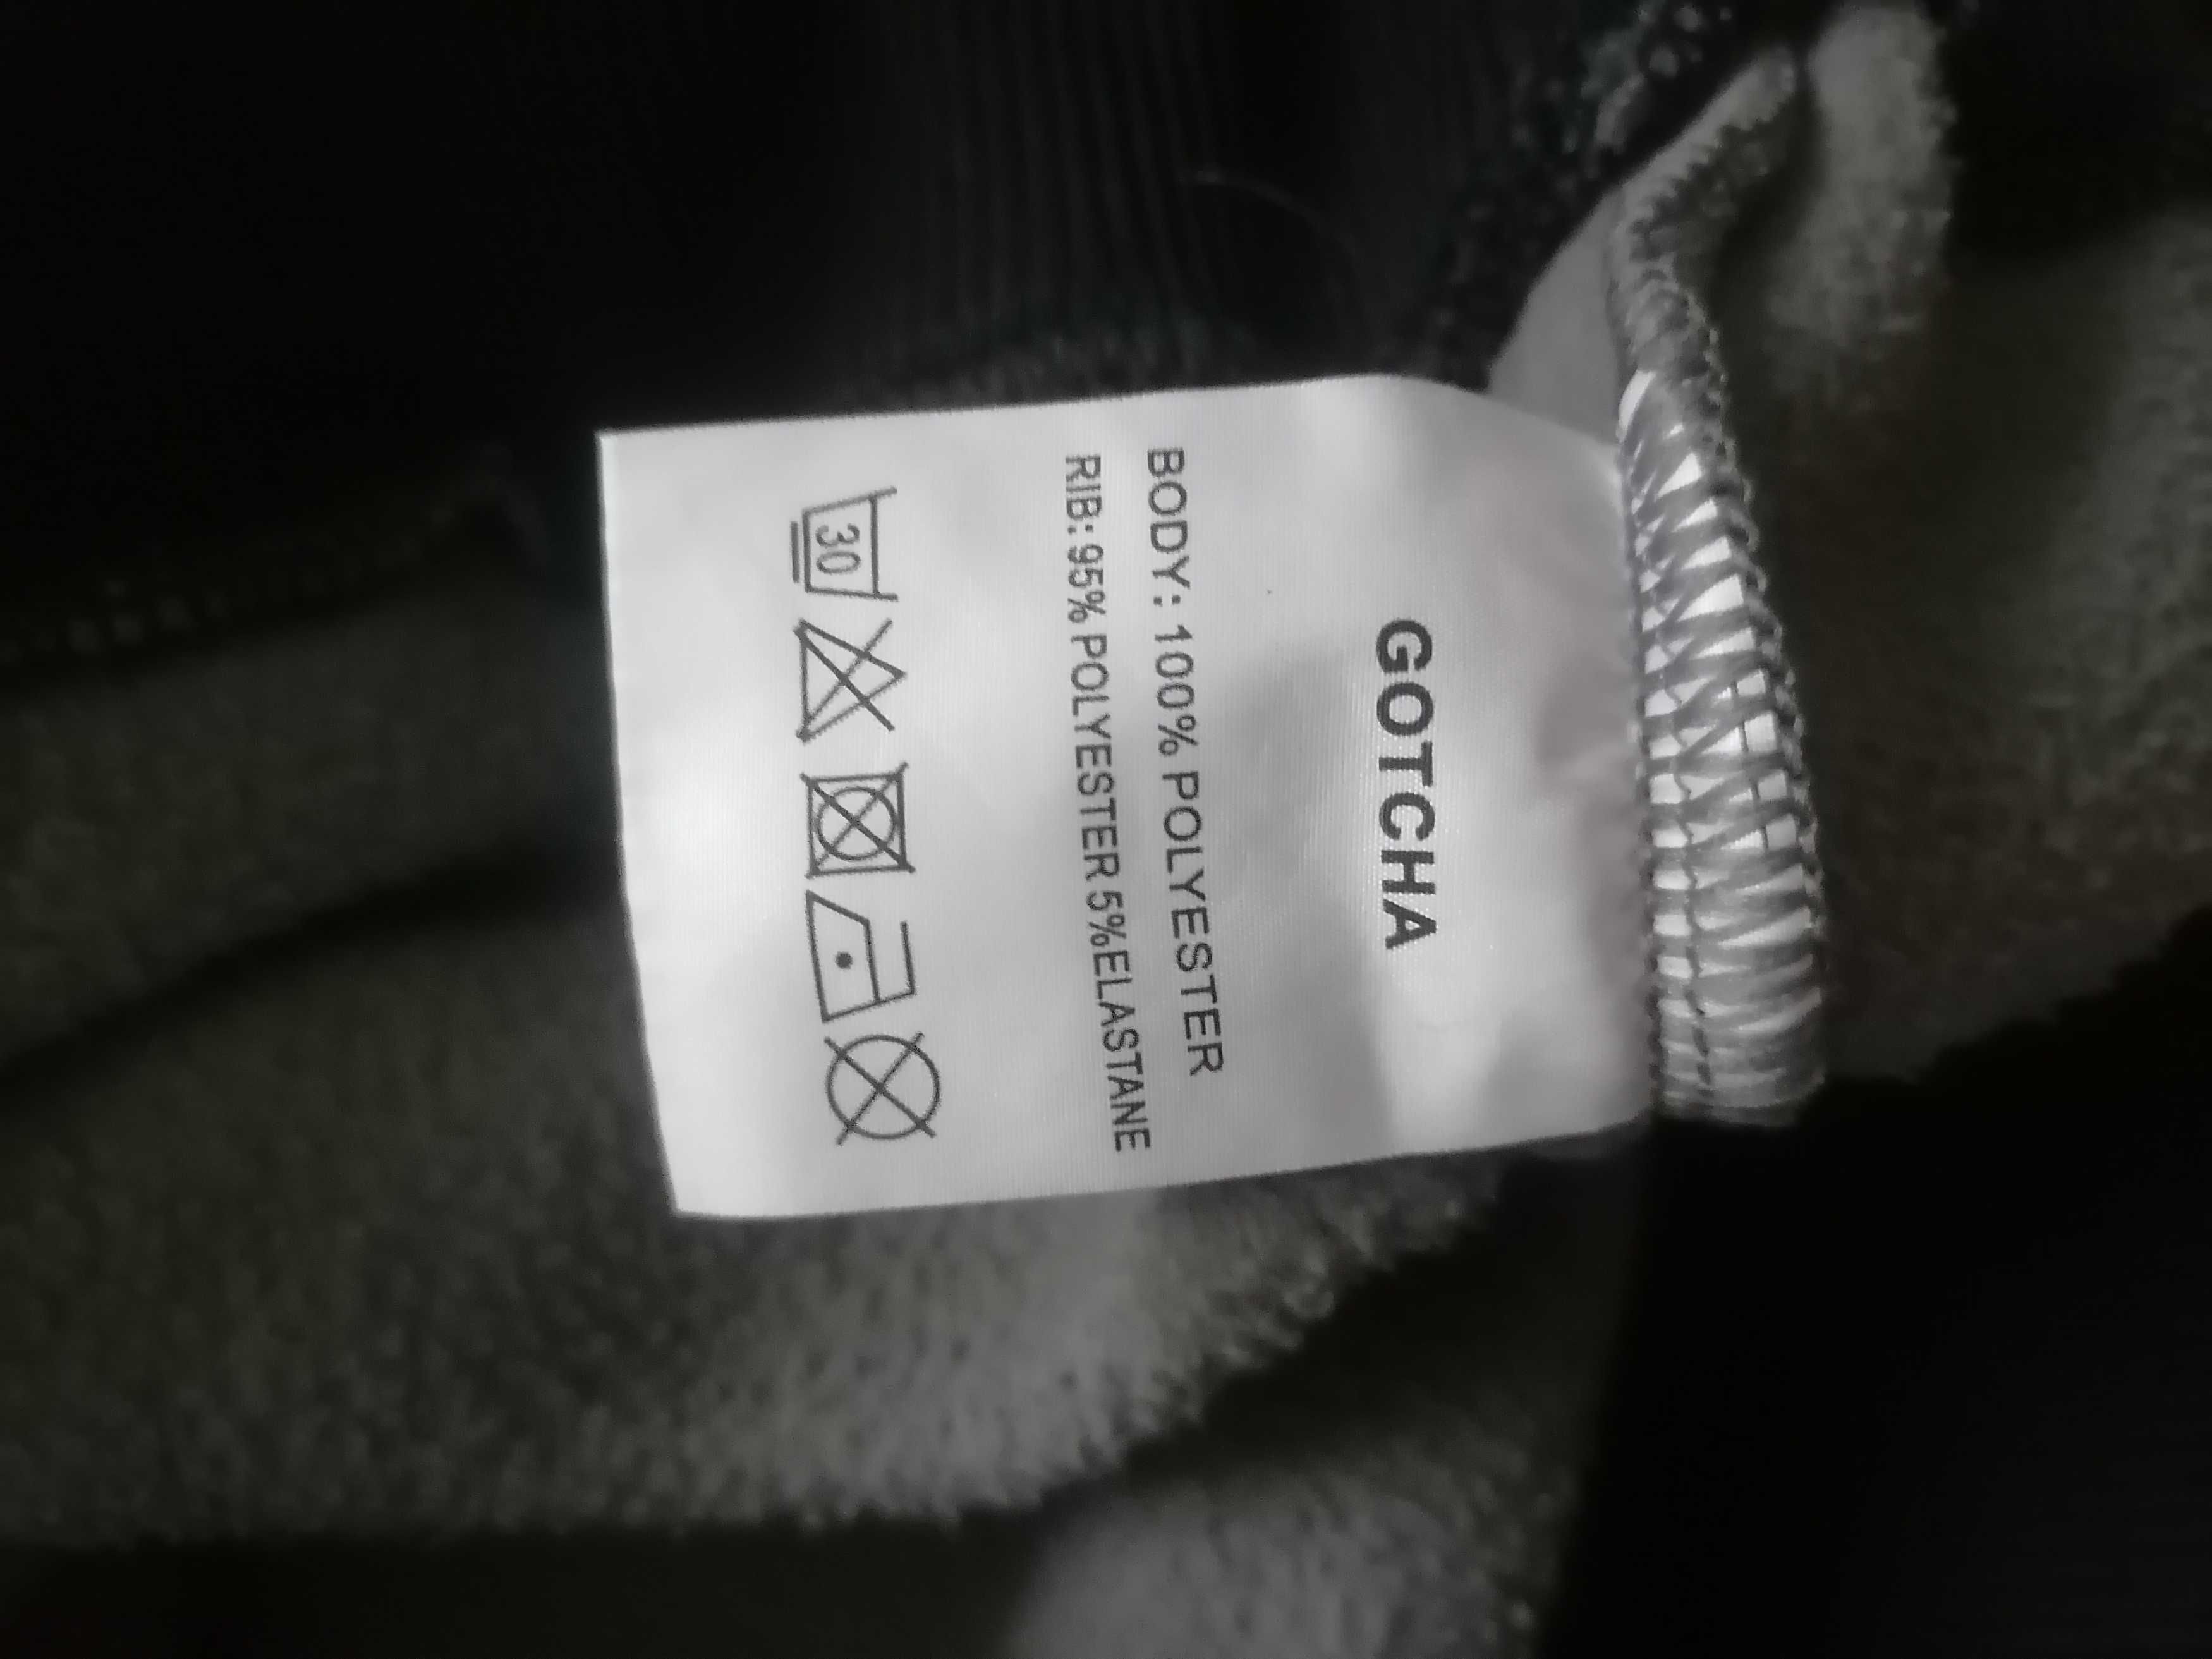 GOTCHA
BODY: 100% POLYESTER
RIB: 95% POLYESTER 5% ELASTANE
30